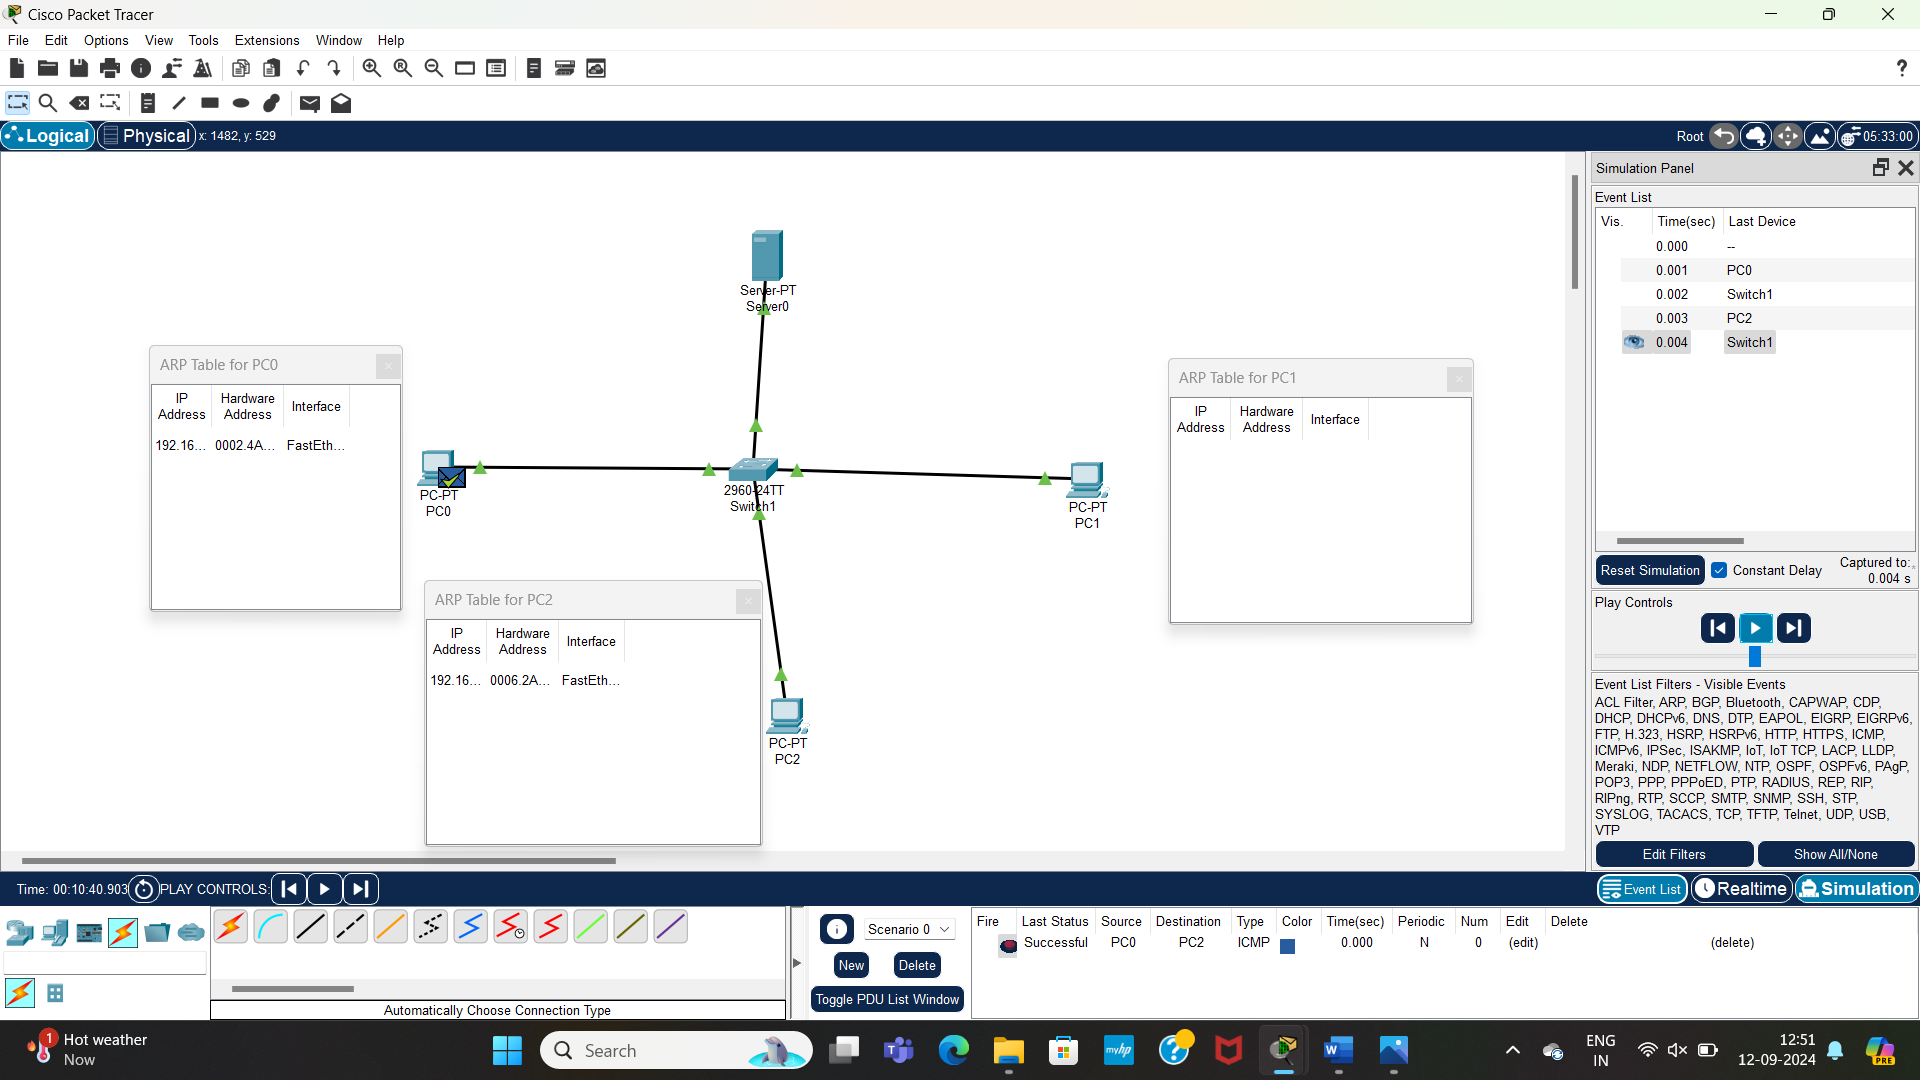 Cisco Packet Tracer
File Edit Options View Tools Extensions Window Help
?
Logical Physical x: 1482, y: 529
Root 05:33:00
Simulation Panel
Event List
Vis. Time(sec) Last Device
0.000 --
0.001 PC0
0.002 Switch1
0.003 PC2
0.004 Switch1
Server-PT
Server0
ARP Table for PC0
IP Address Hardware Address Interface
192.16... 0002.4A... FastEth...
PC-PT
PC0
2960-24TT
Switch1
PC-PT
PC1
ARP Table for PC1
IP Address Hardware Address Interface
ARP Table for PC2
IP Address Hardware Address Interface
192.16... 0006.2A... FastEth...
PC-PT
PC2
Reset Simulation Constant Delay Captured to:
0.004 s
Play Controls
Event List Filters - Visible Events
ACL Filter, ARP, BGP, Bluetooth, CAPWAP, CDP,
DHCP, DHCPv6, DNS, DTP, EAPOL, EIGRP, EIGRPv6,
FTP, H.323, HSRP, HSRPv6, HTTP, HTTPS, ICMP,
ICMPv6, IPSec, ISAKMP, IoT, IoT TCP, LACP, LLDP,
Meraki, NDP, NETFLOW, NTP, OSPF, OSPFv6, PAgP,
POP3, PPP, PPPoED, PTP, RADIUS, REP, RIP,
RIPng, RTP, SCCP, SMTP, SNMP, SSH, STP,
SYSLOG, TACACS, TCP, TFTP, Telnet, UDP, USB,
VTP
Edit Filters Show All/None
Time: 00:10:40.903 PLAY CONTROLS: Event List Realtime Simulation
Scenario 0
New Delete
Toggle PDU List Window
Fire Last Status Source Destination Type Color Time(sec) Periodic Num Edit Delete
Successful PC0 PC2 ICMP 0.000 N 0 (edit) (delete)
Automatically Choose Connection Type
1 Hot weather
Now
Search
myhp
ENG
IN
12:51
12-09-2024
PRE